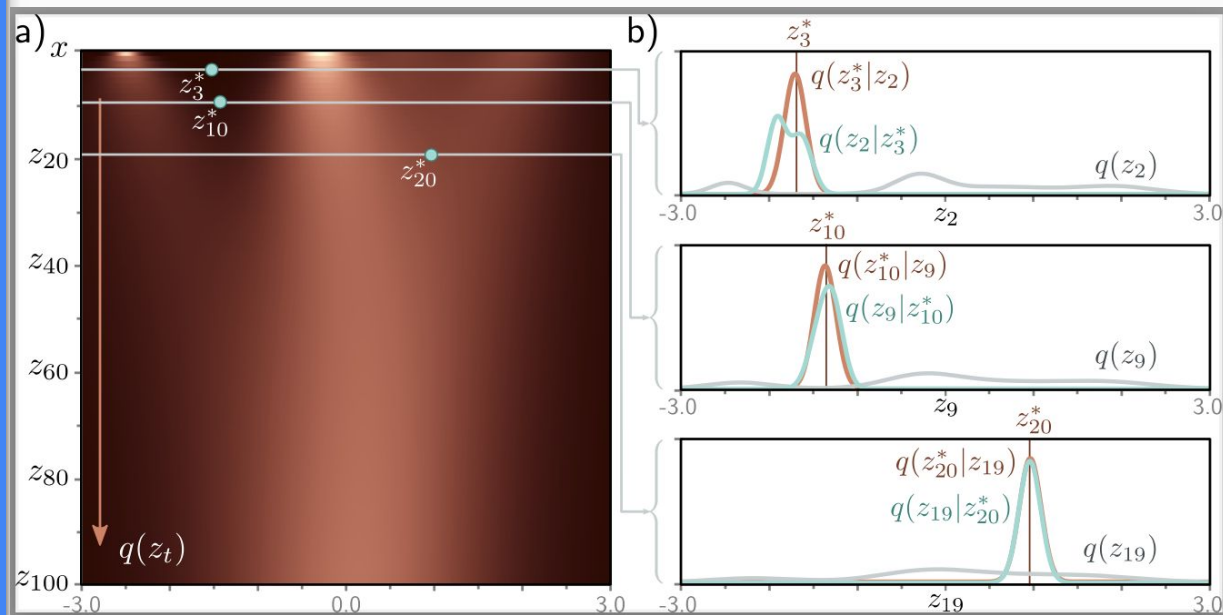 a)
x
z*3
z*10
z20
z*20
z40
z60
z80
z100
q(zt)
-3.0 0.0 3.0
b)
z*3
q(z*3|z2)
q(z2|z*3)
q(z2)
-3.0 z2 3.0
z*10
q(z*10|z9)
q(z9|z*10)
q(z9)
-3.0 z9 3.0
z*20
q(z*20|z19)
q(z19|z*20)
q(z19)
-3.0 z19 3.0